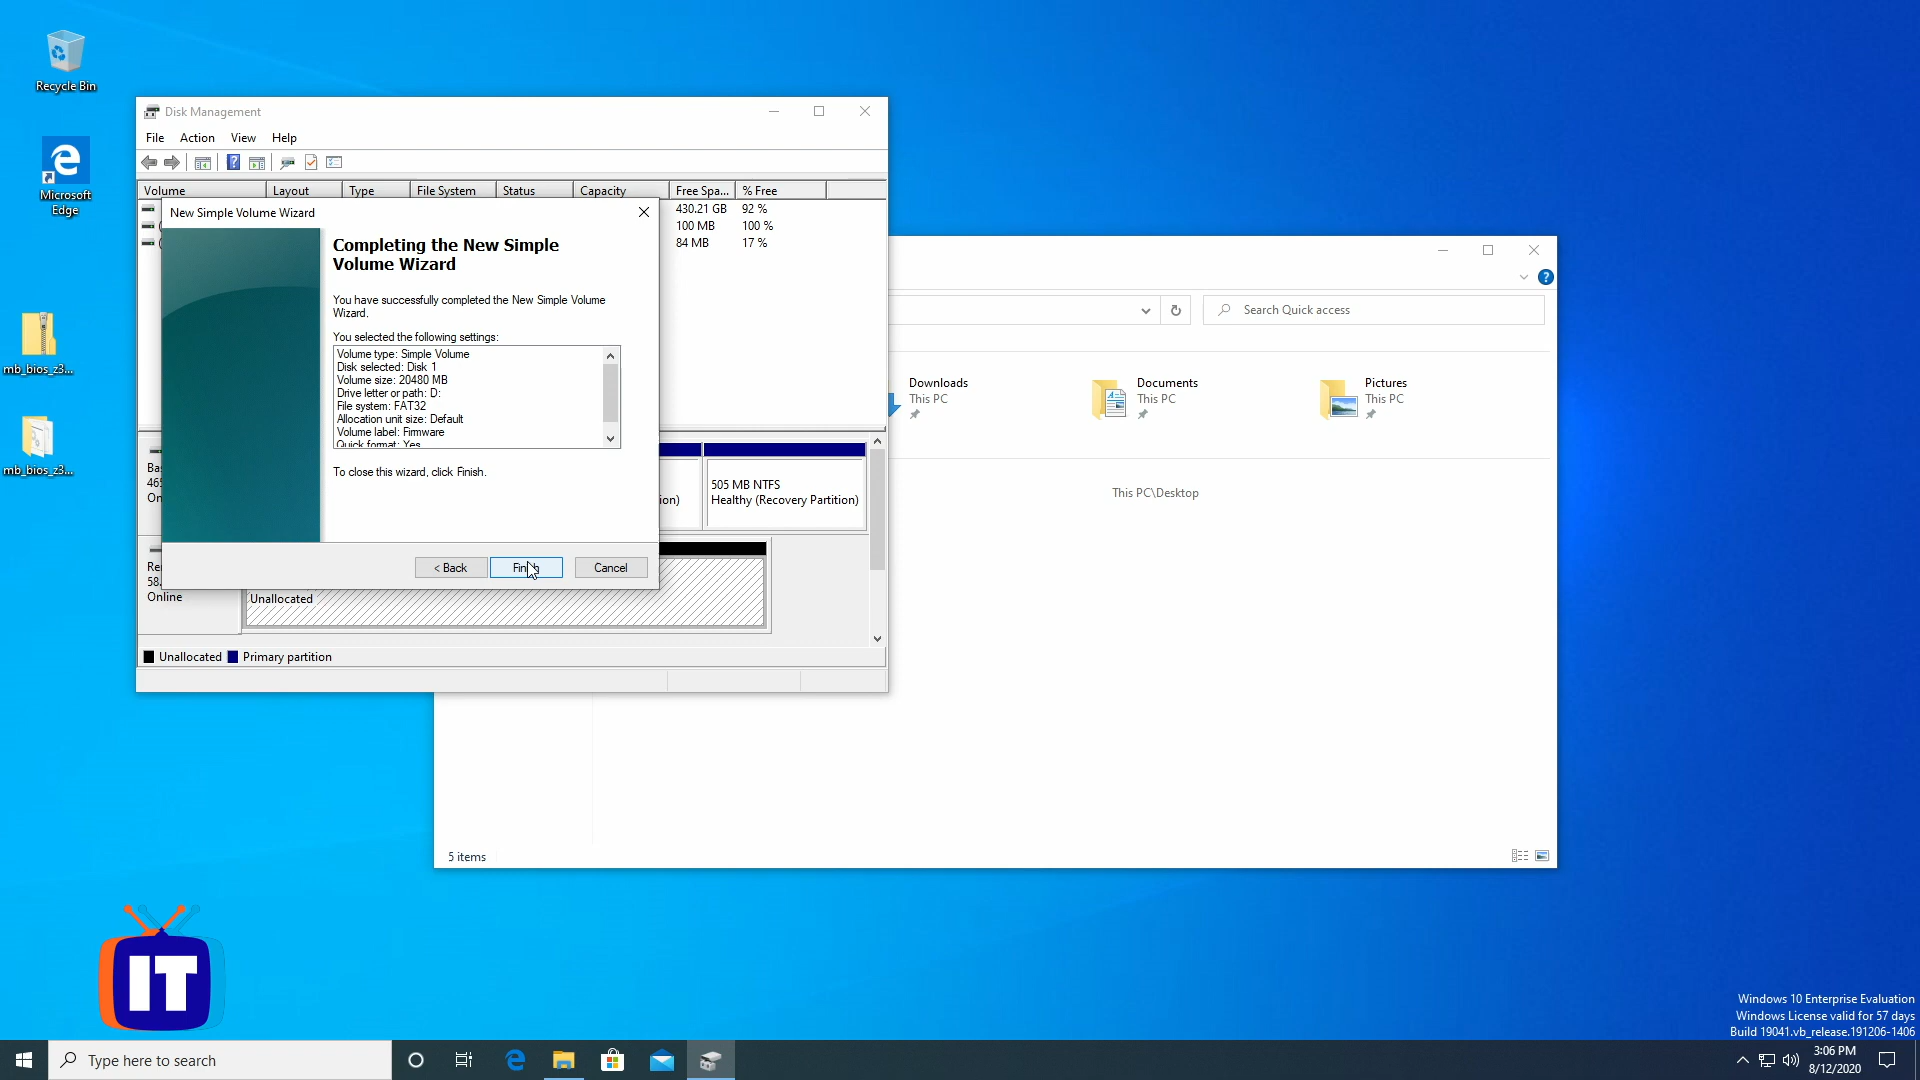 Recycle Bin
Microsoft
Edge
mb_bios_z3...
mb_bios_z3...
Disk Management
File Action View Help
Volume Layout Type File System Status Capacity Free Spa... % Free
430.21 GB 92 %
100 MB 100 %
84 MB 17 %
New Simple Volume Wizard
Completing the New Simple
Volume Wizard
You have successfully completed the New Simple Volume
Wizard.
You selected the following settings:
Volume type: Simple Volume
Disk selected: Disk 1
Volume size: 20480 MB
Drive letter or path: D:
File system: FAT32
Allocation unit size: Default
Volume label: Firmware
Quick format: Yes
To close this wizard, click Finish.
< Back Finish Cancel
Ba
465
On
ion)
505 MB NTFS
Healthy (Recovery Partition)
Re
58.
Online
Unallocated
Unallocated Primary partition
Search Quick access
Downloads
This PC
Documents
This PC
Pictures
This PC
This PC\Desktop
5 items
IT
Windows 10 Enterprise Evaluation
Windows License valid for 57 days
Build 19041.vb_release.191206-1406
Type here to search
3:06 PM
8/12/2020